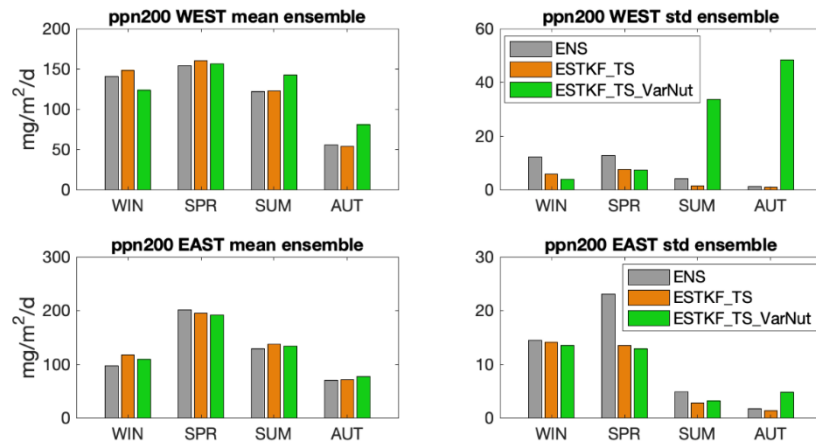 ppn200 WEST mean ensemble
200
150
100
50
0
mg/m²/d
WIN SPR SUM AUT
ppn200 WEST std ensemble
60
40
20
0
ENS
ESTKF_TS
ESTKF_TS_VarNut
WIN SPR SUM AUT
ppn200 EAST mean ensemble
300
200
100
0
mg/m²/d
WIN SPR SUM AUT
ppn200 EAST std ensemble
30
20
10
0
ENS
ESTKF_TS
ESTKF_TS_VarNut
WIN SPR SUM AUT